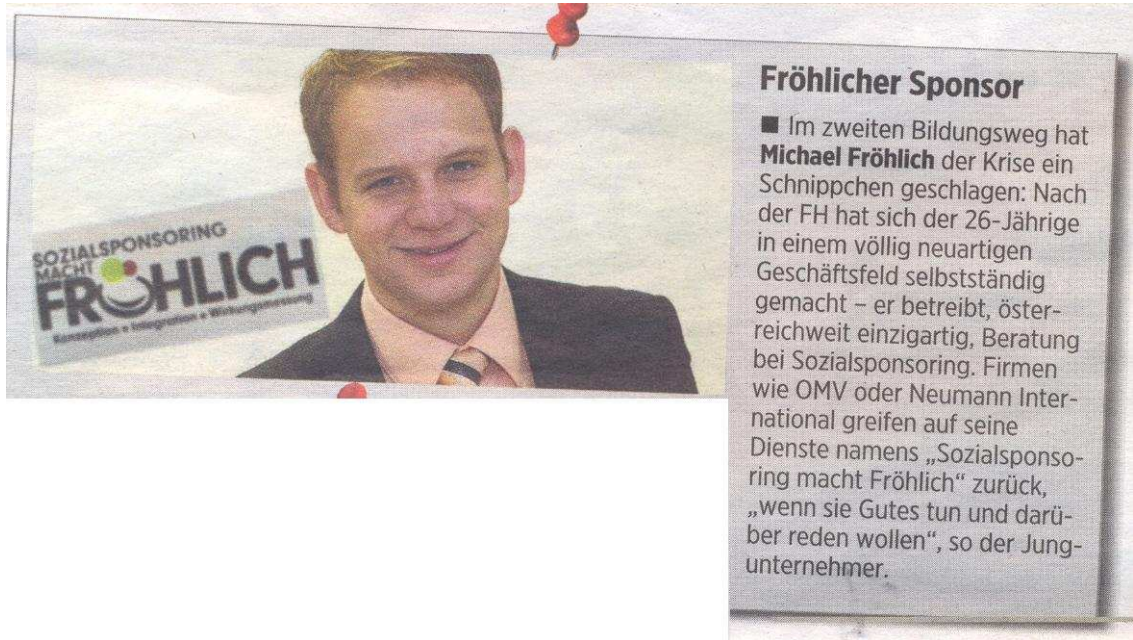 SOZIALSPONSORING
MACHT
FRÖHLICH
Konzeption • Integration • Wirkungsmessung
Fröhlicher Sponsor
■ Im zweiten Bildungsweg hat
Michael Fröhlich der Krise ein
Schnippchen geschlagen: Nach
der FH hat sich der 26-Jährige
in einem völlig neuartigen
Geschäftsfeld selbstständig
gemacht – er betreibt, öster-
reichweit einzigartig, Beratung
bei Sozialsponsoring. Firmen
wie OMV oder Neumann Inter-
national greifen auf seine
Dienste namens „Sozialsponso-
ring macht Fröhlich“ zurück,
„wenn sie Gutes tun und darü-
ber reden wollen“, so der Jung-
unternehmer.